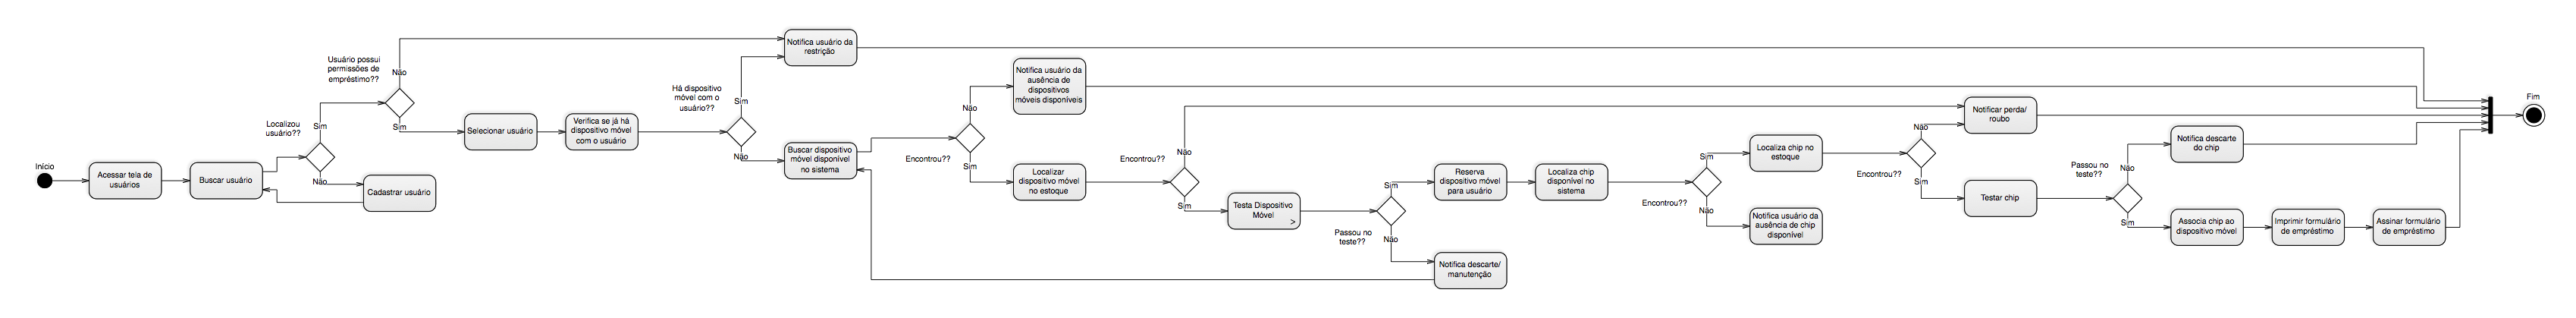 Início
Acessar tela de
usuários
Buscar usuário
Localizou
usuário??
Sim
Não
Cadastrar usuário
Usuário possui
permissões de
empréstimo??
Não
Sim
Selecionar usuário
Verifica se já há
dispositivo móvel
com o usuário
Há dispositivo
móvel com o
usuário??
Sim
Não
Notifica usuário da
restrição
Buscar dispositivo
móvel disponível
no sistema
Encontrou??
Não
Sim
Notifica usuário da
ausência de
dispositivos
móveis disponíveis
Localizar
dispositivo móvel
no estoque
Encontrou??
Não
Sim
Testa Dispositivo
Móvel
>
Passou no
teste??
Sim
Não
Reserva
dispositivo móvel
para usuário
Notifica descarte/
manutenção
Localiza chip
disponível no
sistema
Encontrou??
Sim
Não
Localiza chip no
estoque
Notifica usuário da
ausência de chip
disponível
Encontrou??
Não
Sim
Notificar perda/
roubo
Testar chip
Passou no
teste??
Não
Sim
Notifica descarte
do chip
Associa chip ao
dispositivo móvel
Imprimir formulário
de empréstimo
Assinar formulário
de empréstimo
Fim